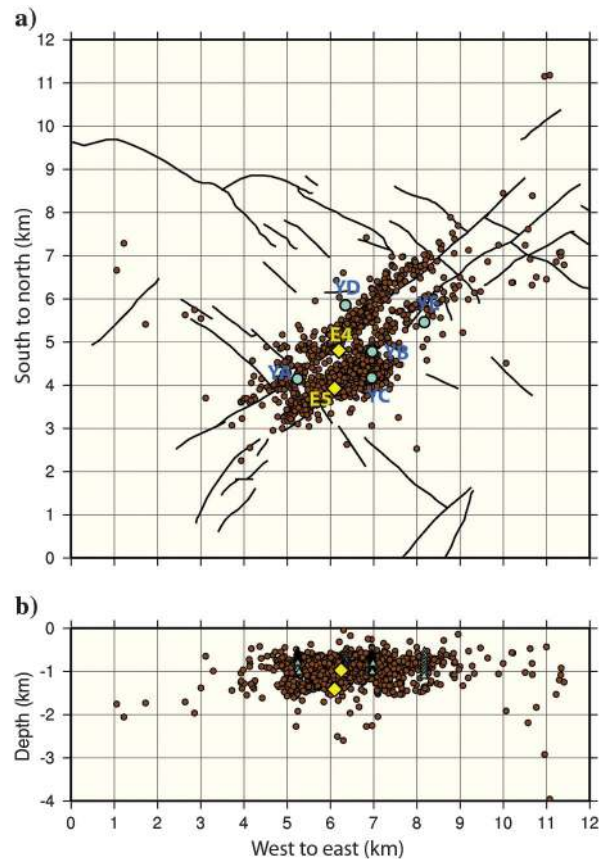 a)
12
11
10
9
8
7
6
5
4
3
2
1
0
South to north (km)
YD
YE
E4
YB
YA
E5
YC
b)
0
-1
-2
-3
-4
Depth (km)
0 1 2 3 4 5 6 7 8 9 10 11 12
West to east (km)